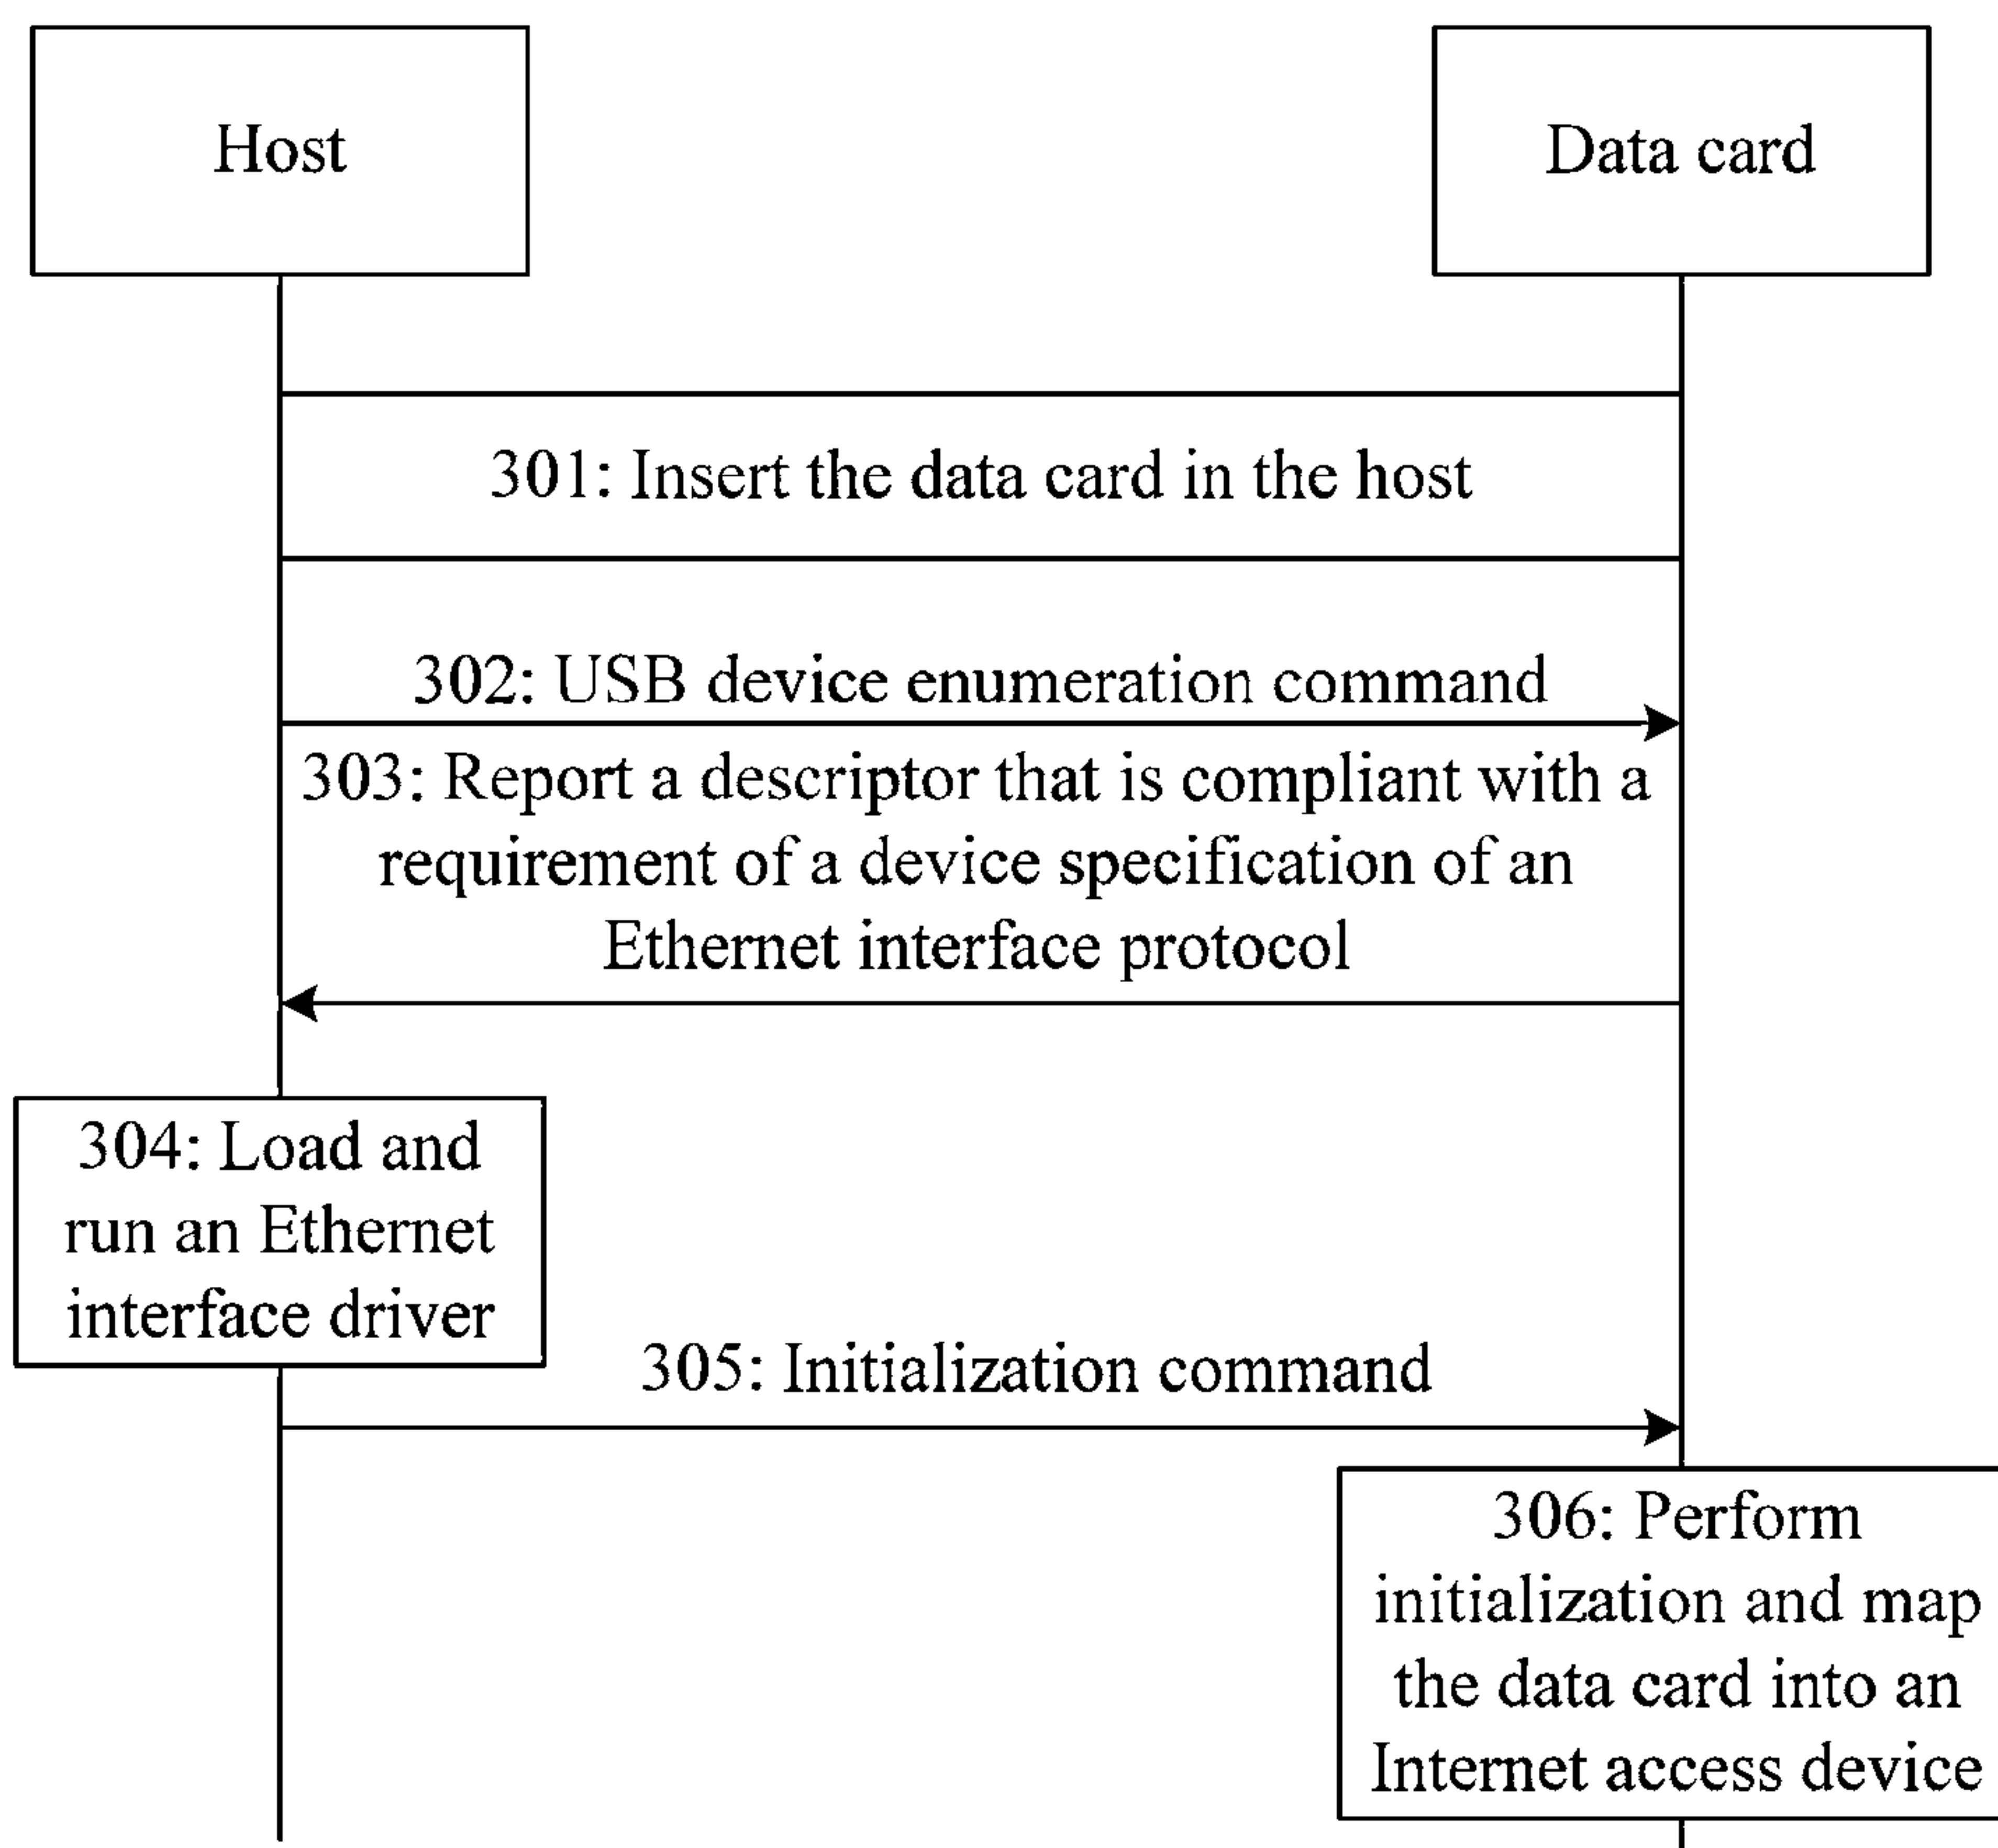 Host
Data card
301: Insert the data card in the host
302: USB device enumeration command
303: Report a descriptor that is compliant with a
requirement of a device specification of an
Ethernet interface protocol
304: Load and
run an Ethernet
interface driver
305: Initialization command
306: Perform
initialization and map
the data card into an
Internet access device